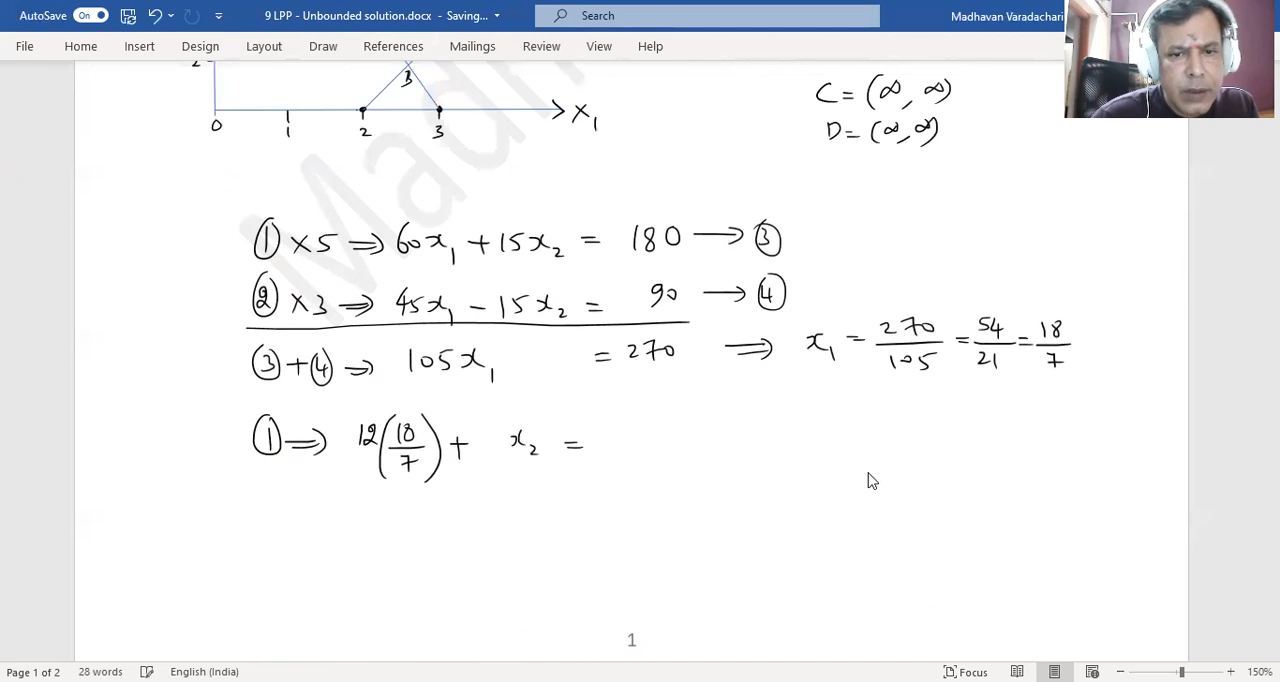 AutoSave On 9 LPP - Unbounded solution.docx - Saving... Search Madhavan Varadachari
File Home Insert Design Layout References Mailings Review View Help
2
3
0 1 2 3 X₁
C = (∞, ∞)
D = (∞, ∞)
① × 5 ⇒ 60x₁ + 15x₂ = 180 → ③
② × 3 ⇒ 45x₁ - 15x₂ = 90 → ④
③ + ④ ⇒ 105x₁ = 270 ⇒ x₁ = 270/105 = 54/21 = 18/7
① ⇒ 12(18/7) + x₂ =
1
Page 1 of 2 28 words English (India) Focus 150%